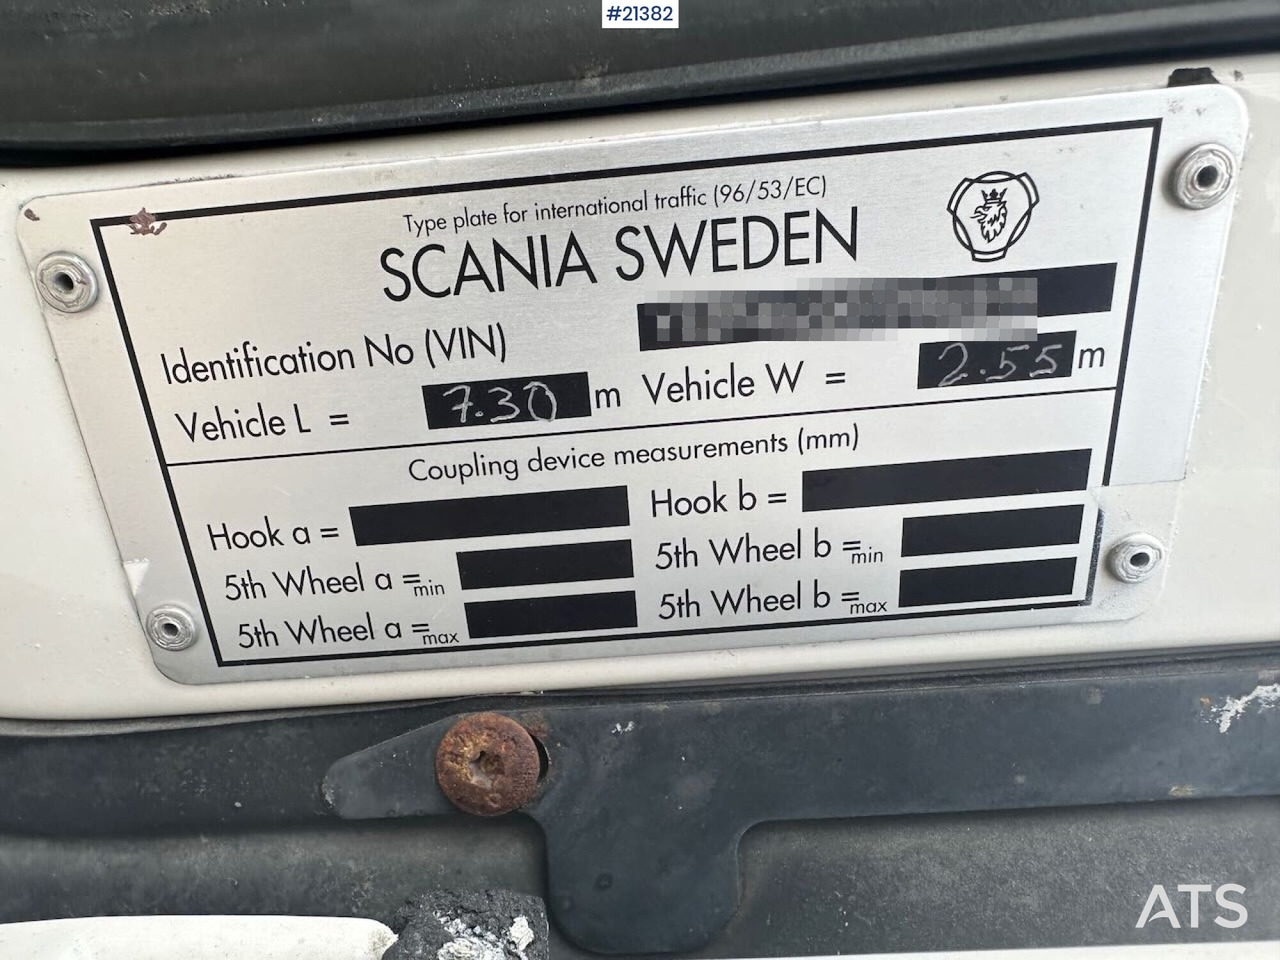 #21382
Type plate for international traffic (96/53/EC)
SCANIA SWEDEN
Identification No (VIN)
Vehicle L = 7.30 m Vehicle W = 2.55 m
Coupling device measurements (mm)
Hook a = Hook b =
5th Wheel a =min 5th Wheel b =min
5th Wheel a =max 5th Wheel b =max
ATS